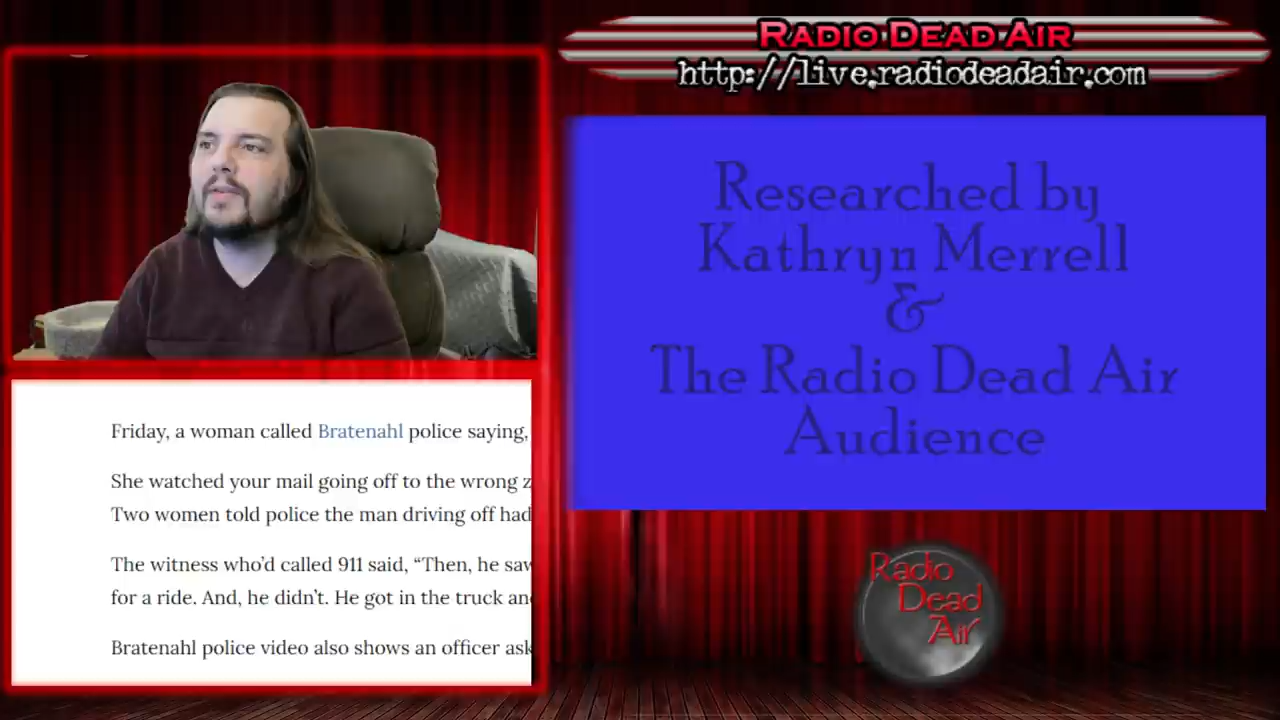 RADIO DEAD AIR
http://live.radiodeadair.com
Researched by
Kathryn Merrell
&
The Radio Dead Air
Audience
Friday, a woman called Bratenahl police saying,
She watched your mail going off to the wrong z
Two women told police the man driving off had
The witness who’d called 911 said, “Then, he saw
for a ride. And, he didn’t. He got in the truck and
Bratenahl police video also shows an officer ask
Radio
Dead
Air